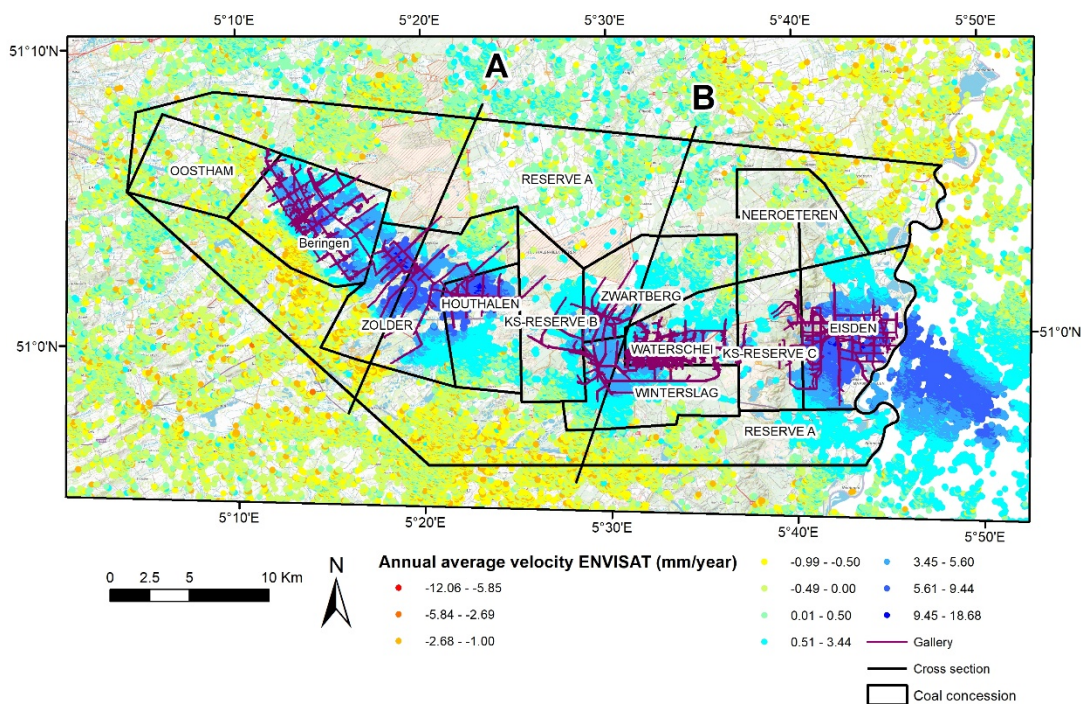 5°10'E 5°20'E 5°30'E 5°40'E 5°50'E
51°10'N
A
B
OOSTHAM
RESERVE A
NEEROETEREN
Beringen
HOUTHALEN
ZWARTBERG
ZOLDER
KS-RESERVE B
EISDEN
51°0'N
51°0'N
WATERSCHEI
KS-RESERVE C
WINTERSLAG
RESERVE A
5°10'E 5°20'E 5°30'E 5°40'E 5°50'E
0 2.5 5 10 Km
N
Annual average velocity ENVISAT (mm/year)
-12.06 - -5.85
-5.84 - -2.69
-2.68 - -1.00
-0.99 - -0.50
-0.49 - 0.00
0.01 - 0.50
0.51 - 3.44
3.45 - 5.60
5.61 - 9.44
9.45 - 18.68
Gallery
Cross section
Coal concession